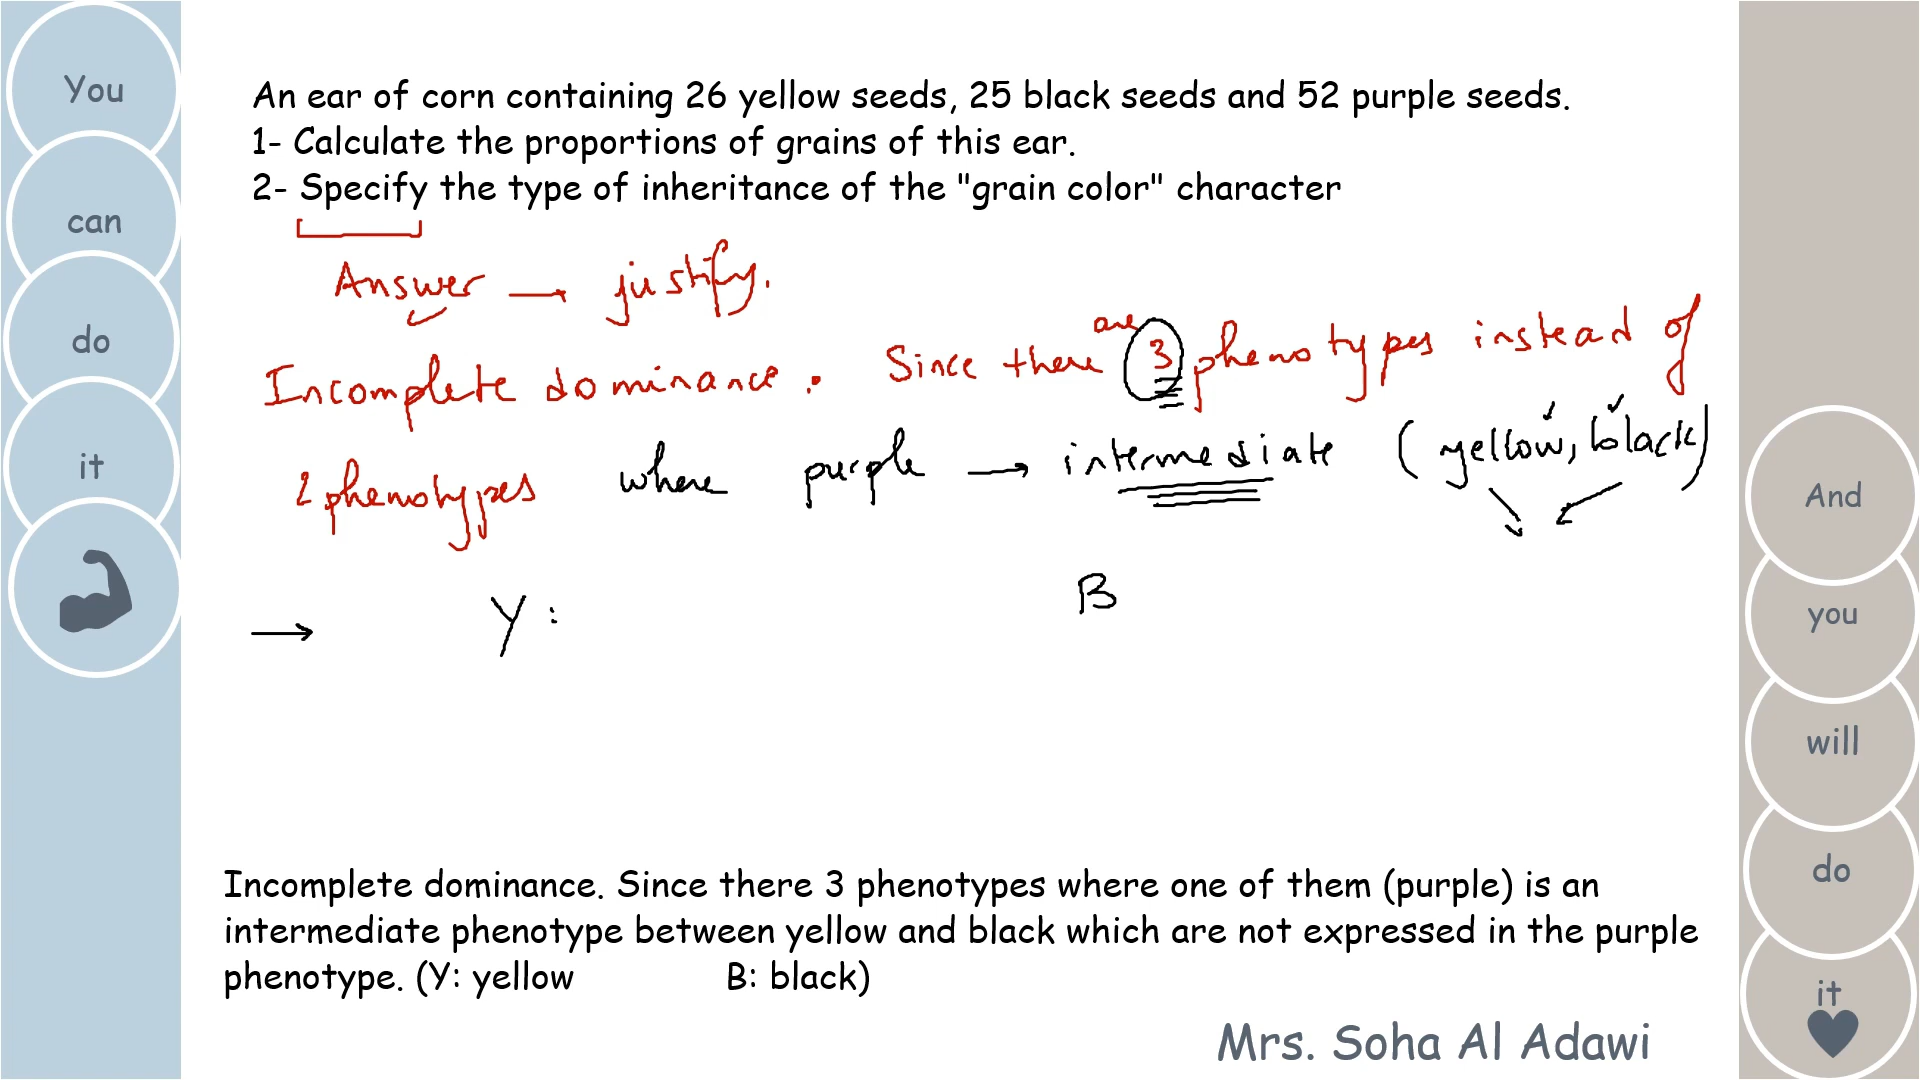 You
can
do
it
An ear of corn containing 26 yellow seeds, 25 black seeds and 52 purple seeds.
1- Calculate the proportions of grains of this ear.
2- Specify the type of inheritance of the "grain color" character
Answer → justify.
Incomplete dominance. Since there are 3 phenotypes instead of
2 phenotypes where purple → intermediate (yellow, black)
→ Y: B
Incomplete dominance. Since there 3 phenotypes where one of them (purple) is an
intermediate phenotype between yellow and black which are not expressed in the purple
phenotype. (Y: yellow B: black)
Mrs. Soha Al Adawi
And
you
will
do
it